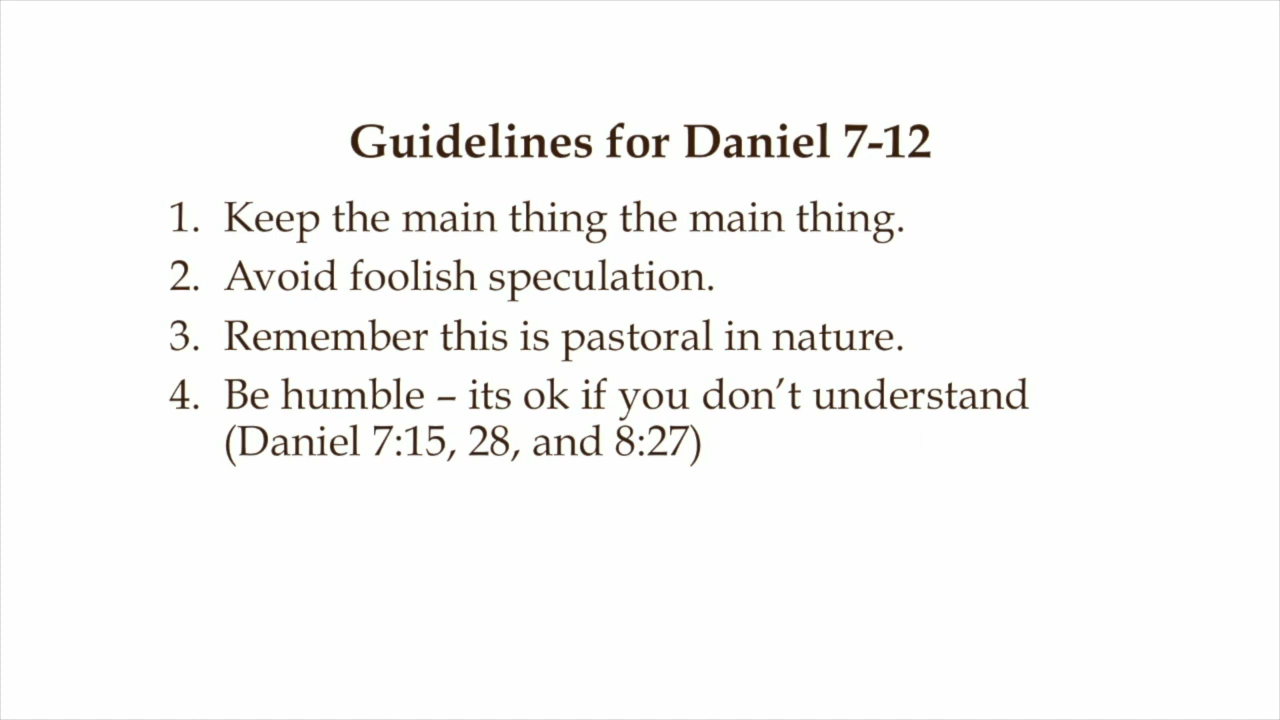 Guidelines for Daniel 7-12
1. Keep the main thing the main thing.
2. Avoid foolish speculation.
3. Remember this is pastoral in nature.
4. Be humble – its ok if you don’t understand
(Daniel 7:15, 28, and 8:27)